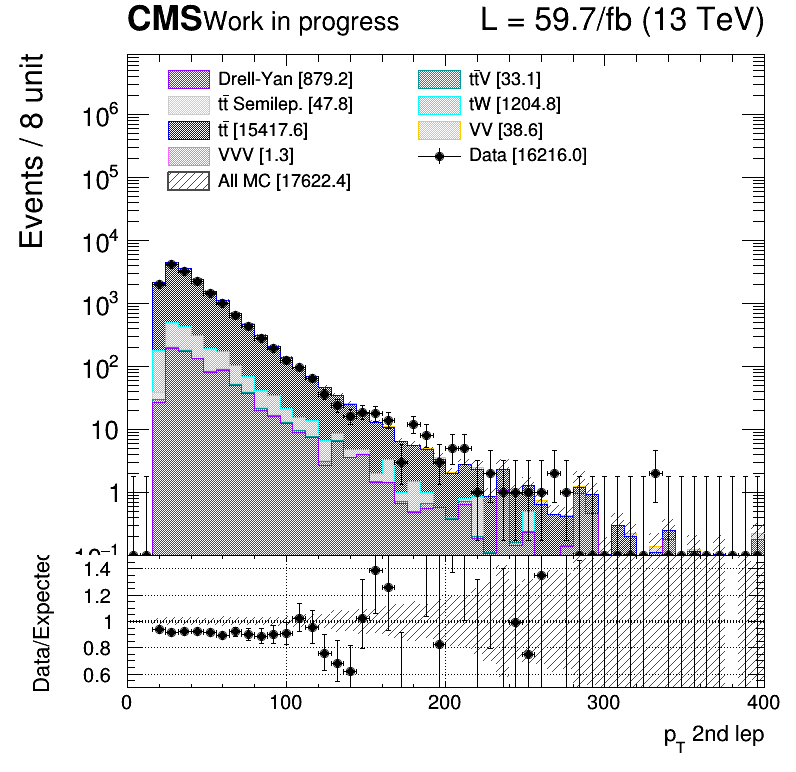 CMS Work in progress L = 59.7/fb (13 TeV)
Events / 8 unit
Drell-Yan [879.2]
tt̄ Semilep. [47.8]
tt̄ [15417.6]
VVV [1.3]
All MC [17622.4]
tt̄V [33.1]
tW [1204.8]
VV [38.6]
Data [16216.0]
10⁶
10⁵
10⁴
10³
10²
10
1
10⁻¹
Data/Expected
1.4
1.2
1
0.8
0.6
0 100 200 300 400
p_T 2nd lep